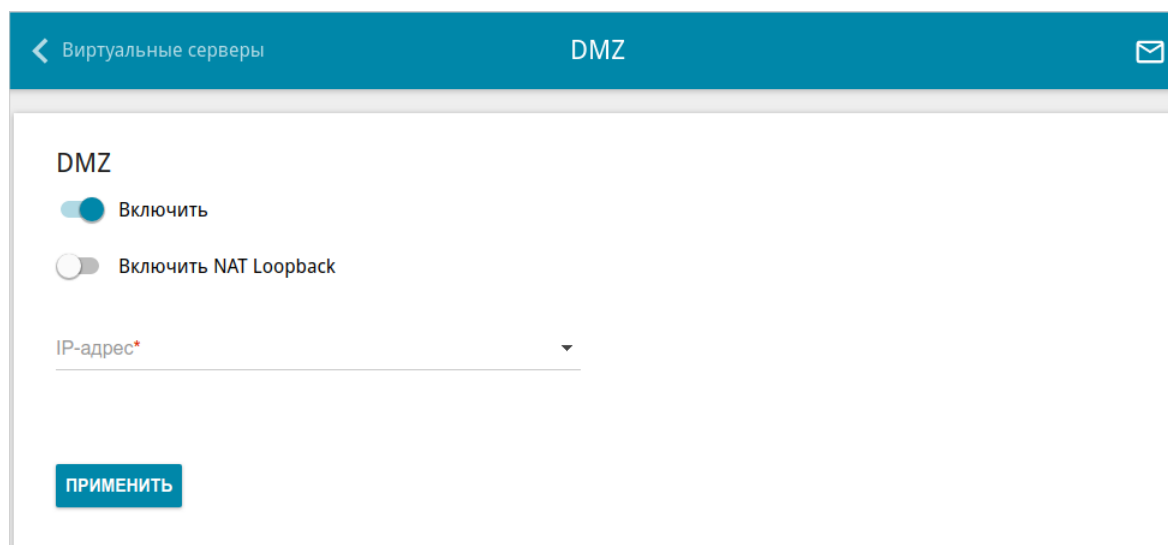 Виртуальные серверы
DMZ
DMZ
Включить
Включить NAT Loopback
IP-адрес*
ПРИМЕНИТЬ